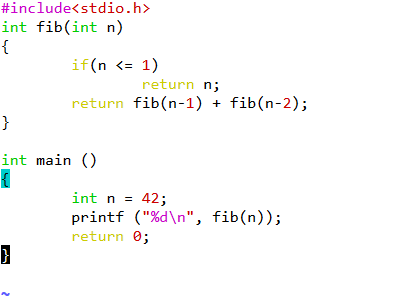 #include<stdio.h>
int fib(int n)
{
        if(n <= 1)
                return n;
        return fib(n-1) + fib(n-2);
}

int main ()
{
        int n = 42;
        printf ("%d\n", fib(n));
        return 0;
}

~